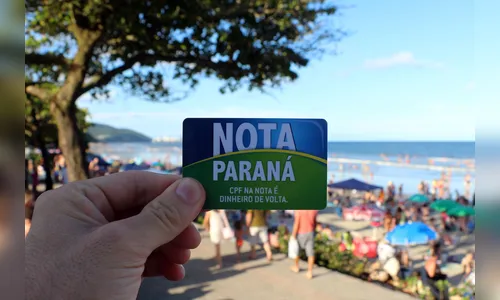 NOTA
PARANÁ
CPF NA NOTA É
DINHEIRO DE VOLTA.